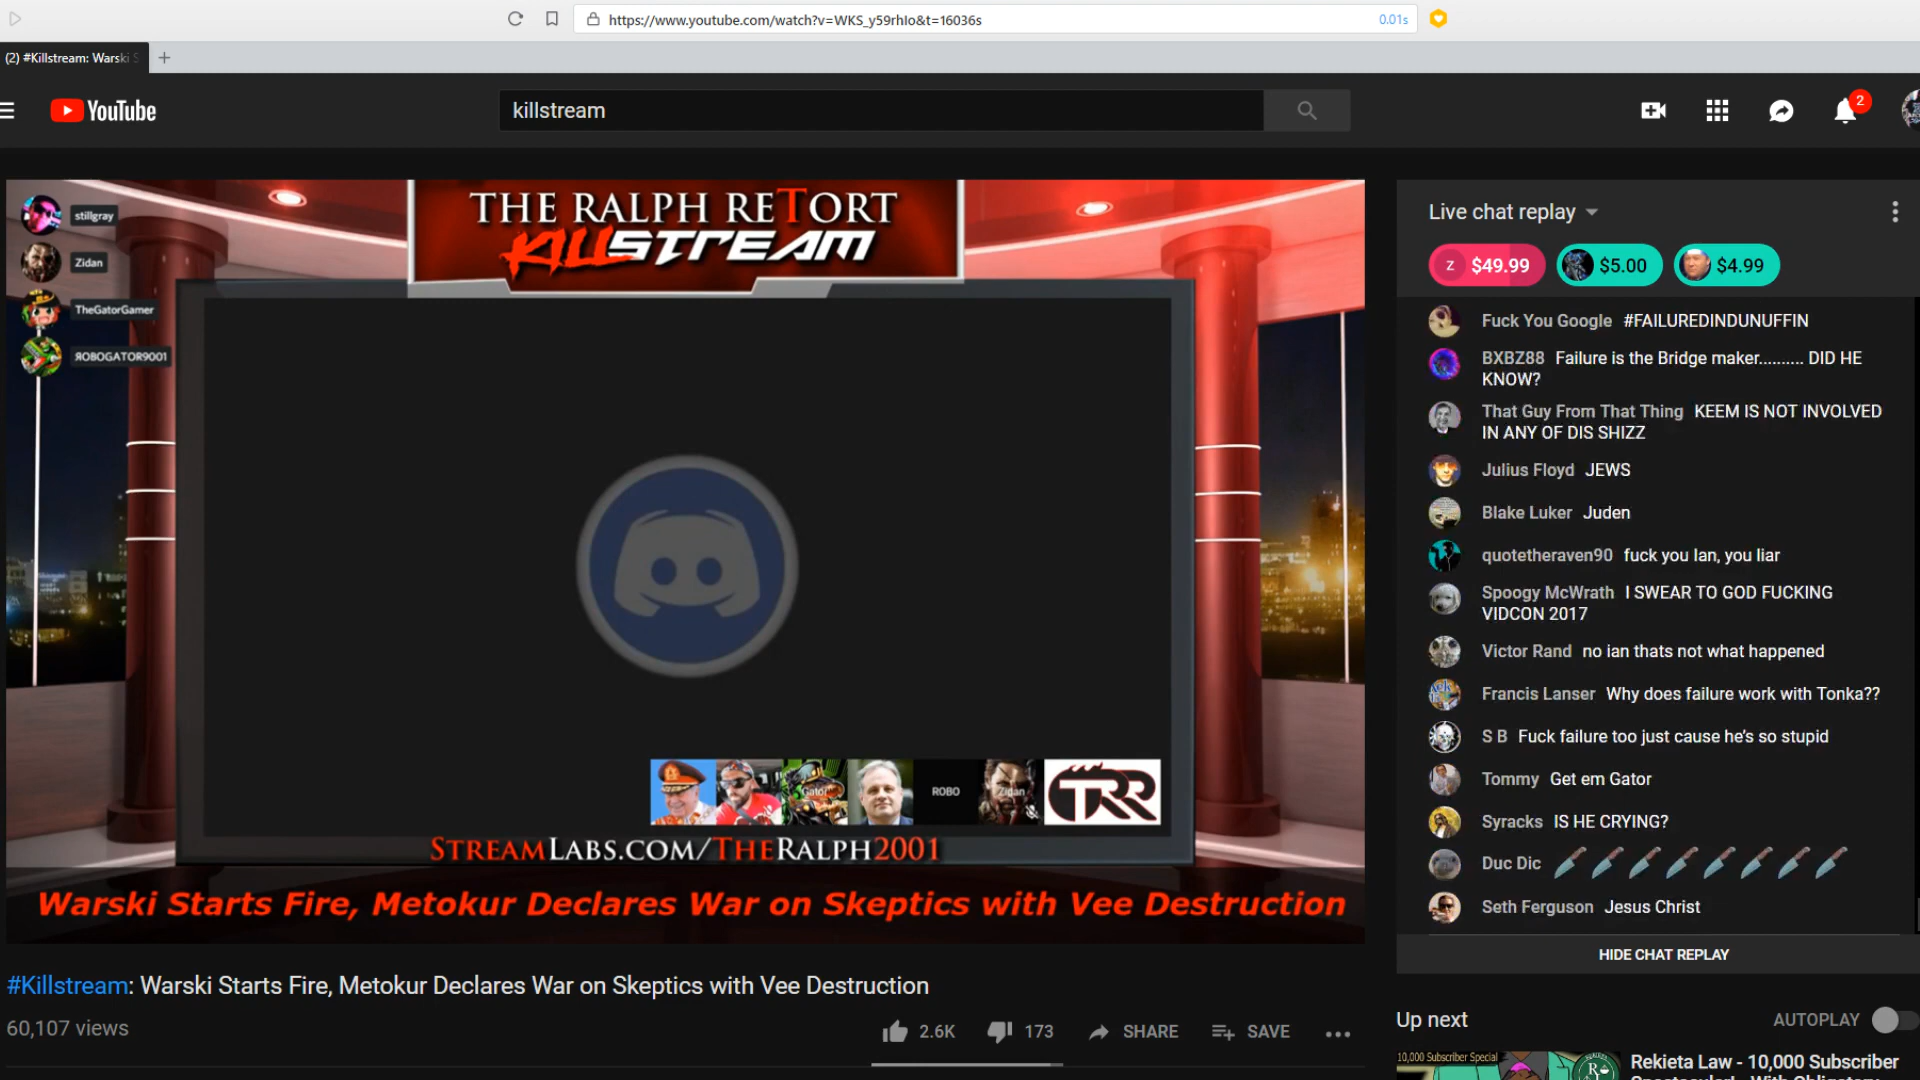 https://www.youtube.com/watch?v=WKS_y59rhIo&t=16036s
0.01s
(2) #Killstream: Warski S
YouTube
killstream
2
stillgray
Zidan
TheGatorGamer
ЯOBOGATOR9001
THE RALPH RETORT
KILLSTREAM
Gator
ROBO
Zidan
TRR
STREAMLABS.COM/THERALPH2001
Warski Starts Fire, Metokur Declares War on Skeptics with Vee Destruction
Live chat replay
Z $49.99
$5.00
$4.99
Fuck You Google #FAILUREDINDUNUFFIN
BXBZ88 Failure is the Bridge maker.......... DID HE
KNOW?
That Guy From That Thing KEEM IS NOT INVOLVED
IN ANY OF DIS SHIZZ
Julius Floyd JEWS
Blake Luker Juden
quotetheraven90 fuck you Ian, you liar
Spoogy McWrath I SWEAR TO GOD FUCKING
VIDCON 2017
Victor Rand no ian thats not what happened
Francis Lanser Why does failure work with Tonka??
S B Fuck failure too just cause he's so stupid
Tommy Get em Gator
Syracks IS HE CRYING?
Duc Dic
Seth Ferguson Jesus Christ
HIDE CHAT REPLAY
#Killstream: Warski Starts Fire, Metokur Declares War on Skeptics with Vee Destruction
60,107 views
2.6K
173
SHARE
SAVE
Up next
AUTOPLAY
10,000 Subscriber Special
Rekieta Law - 10,000 Subscriber